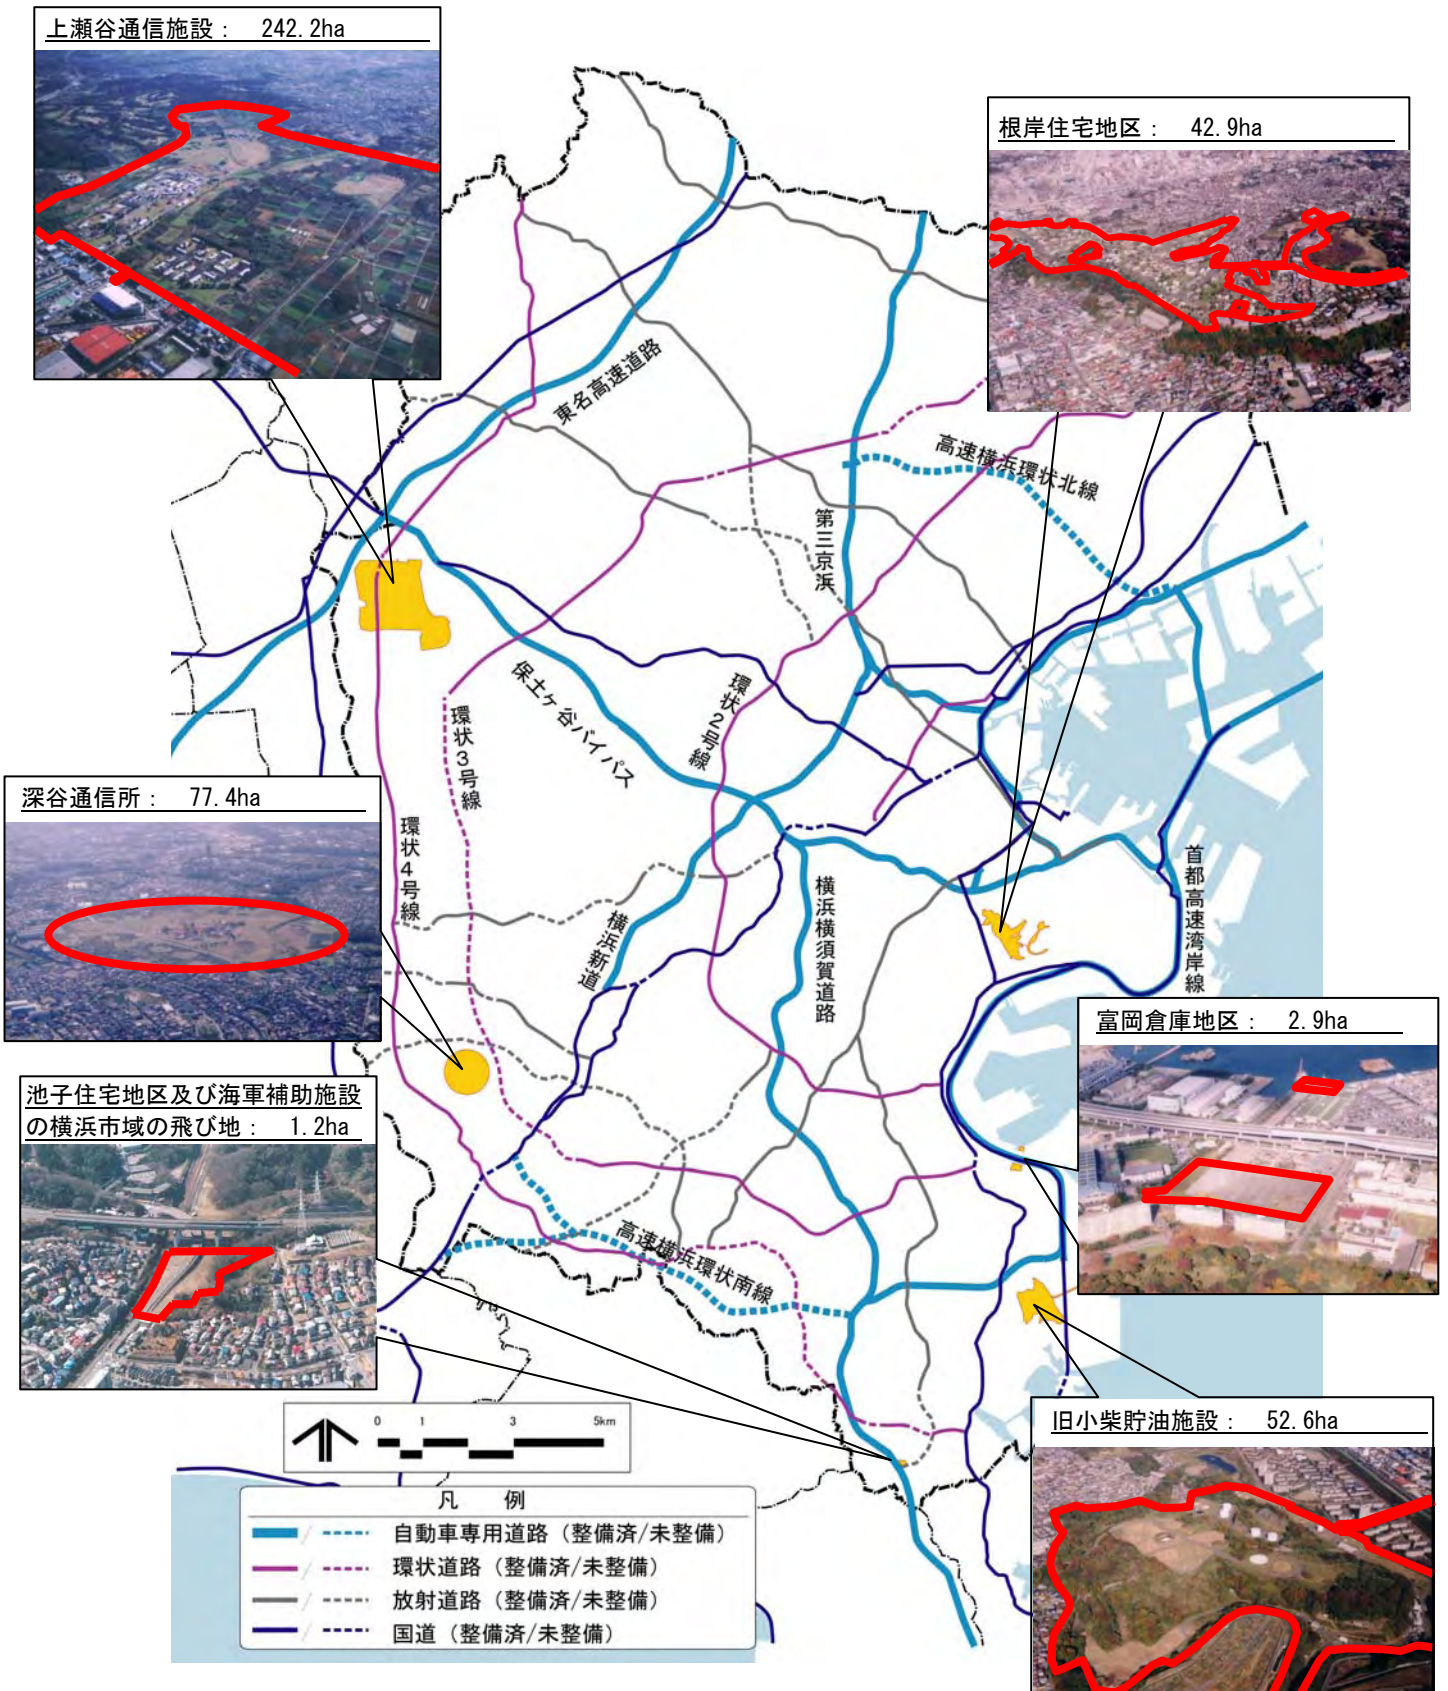 上瀬谷通信施設： 242.2ha
根岸住宅地区： 42.9ha
東名高速道路
高速横浜環状北線
第三京浜
保土ヶ谷バイパス
環状2号線
環状3号線
深谷通信所： 77.4ha
環状4号線
横浜新道
横浜横須賀道路
首都高速湾岸線
富岡倉庫地区： 2.9ha
池子住宅地区及び海軍補助施設
の横浜市域の飛び地： 1.2ha
高速横浜環状南線
旧小柴貯油施設： 52.6ha
0 1 3 5km
凡 例
自動車専用道路（整備済/未整備）
環状道路（整備済/未整備）
放射道路（整備済/未整備）
国道（整備済/未整備）